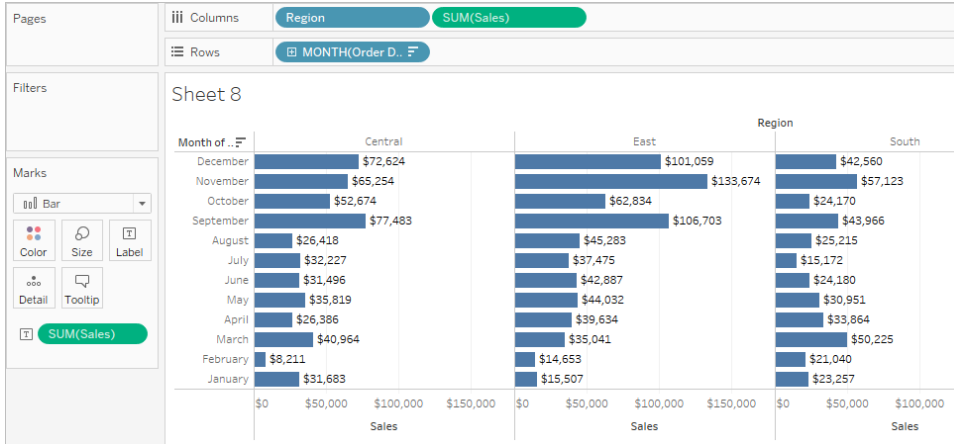 Pages
Columns
Region
SUM(Sales)
Rows
MONTH(Order D..
Filters
Sheet 8
Region
Month of ..
Central
East
South
December
$72,624
$101,059
$42,560
November
$65,254
$133,674
$57,123
October
$52,674
$62,834
$24,170
September
$77,483
$106,703
$43,966
August
$26,418
$45,283
$25,215
July
$32,227
$37,475
$15,172
June
$31,496
$42,887
$24,180
May
$35,819
$44,032
$30,951
April
$26,386
$39,634
$33,864
March
$40,964
$35,041
$50,225
February
$8,211
$14,653
$21,040
January
$31,683
$15,507
$23,257
$0
$50,000
$100,000
$150,000
$0
$50,000
$100,000
$150,000
$0
$50,000
$100,000
Sales
Sales
Sales
Marks
Bar
Color
Size
T
Label
Detail
Tooltip
T
SUM(Sales)